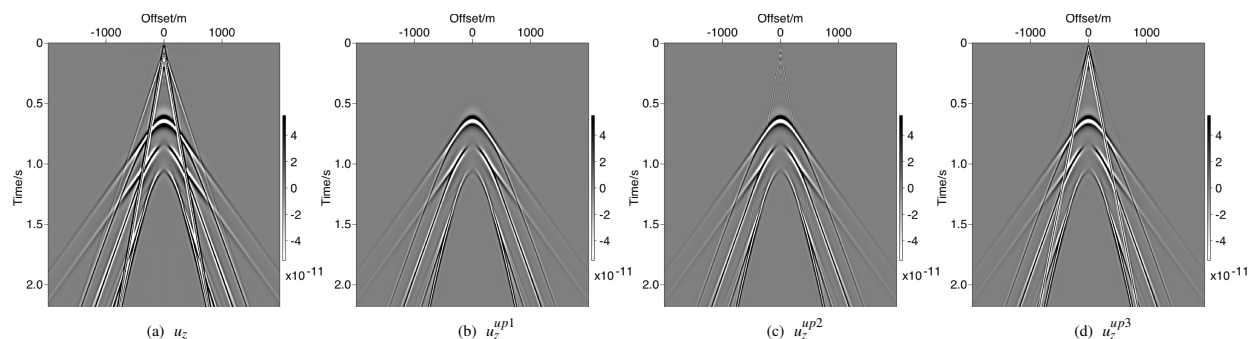 Offset/m
-1000 0 1000
0
0.5
1.0
1.5
2.0
Time/s
4
2
0
-2
-4
x10 -11
(a) u_z
Offset/m
-1000 0 1000
0
0.5
1.0
1.5
2.0
Time/s
4
2
0
-2
-4
x10 -11
(b) u_z^{up1}
Offset/m
-1000 0 1000
0
0.5
1.0
1.5
2.0
Time/s
4
2
0
-2
-4
x10 -11
(c) u_z^{up2}
Offset/m
-1000 0 1000
0
0.5
1.0
1.5
2.0
Time/s
4
2
0
-2
-4
x10 -11
(d) u_z^{up3}